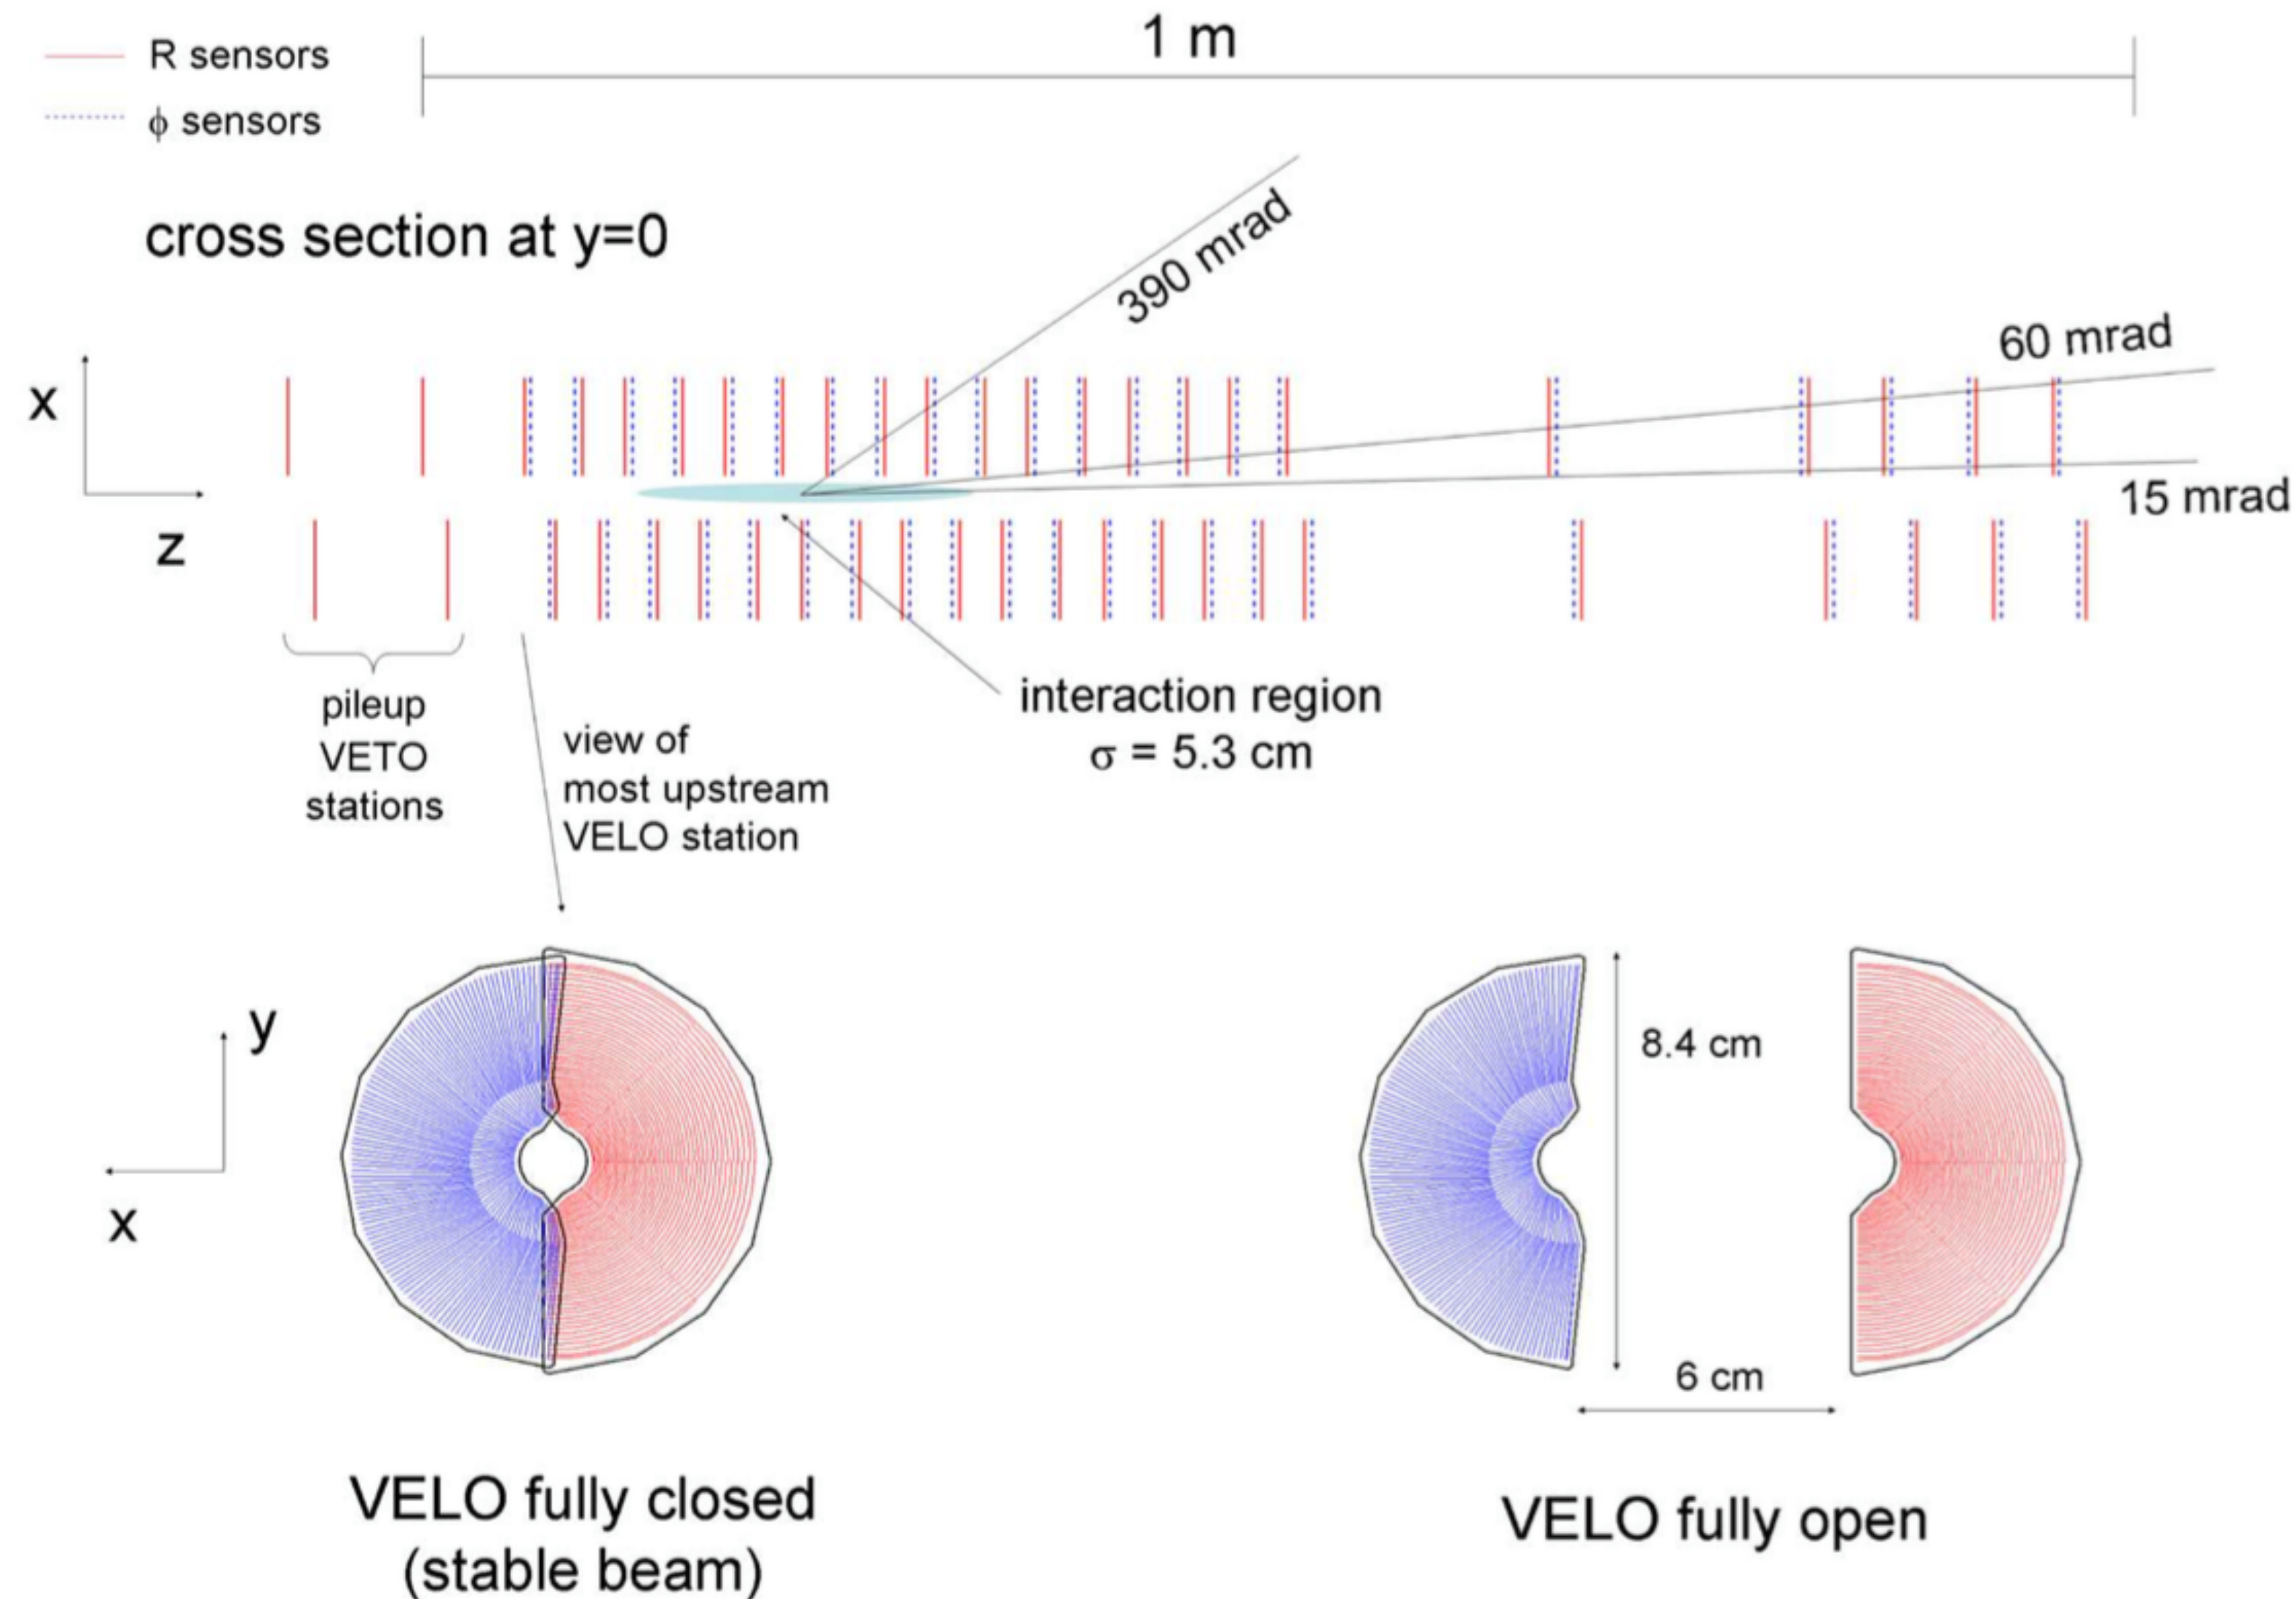 R sensors
ϕ sensors
1 m
cross section at y=0
390 mrad
60 mrad
15 mrad
x
z
pileup
VETO
stations
view of
most upstream
VELO station
interaction region
σ = 5.3 cm
y
x
8.4 cm
6 cm
VELO fully closed
(stable beam)
VELO fully open